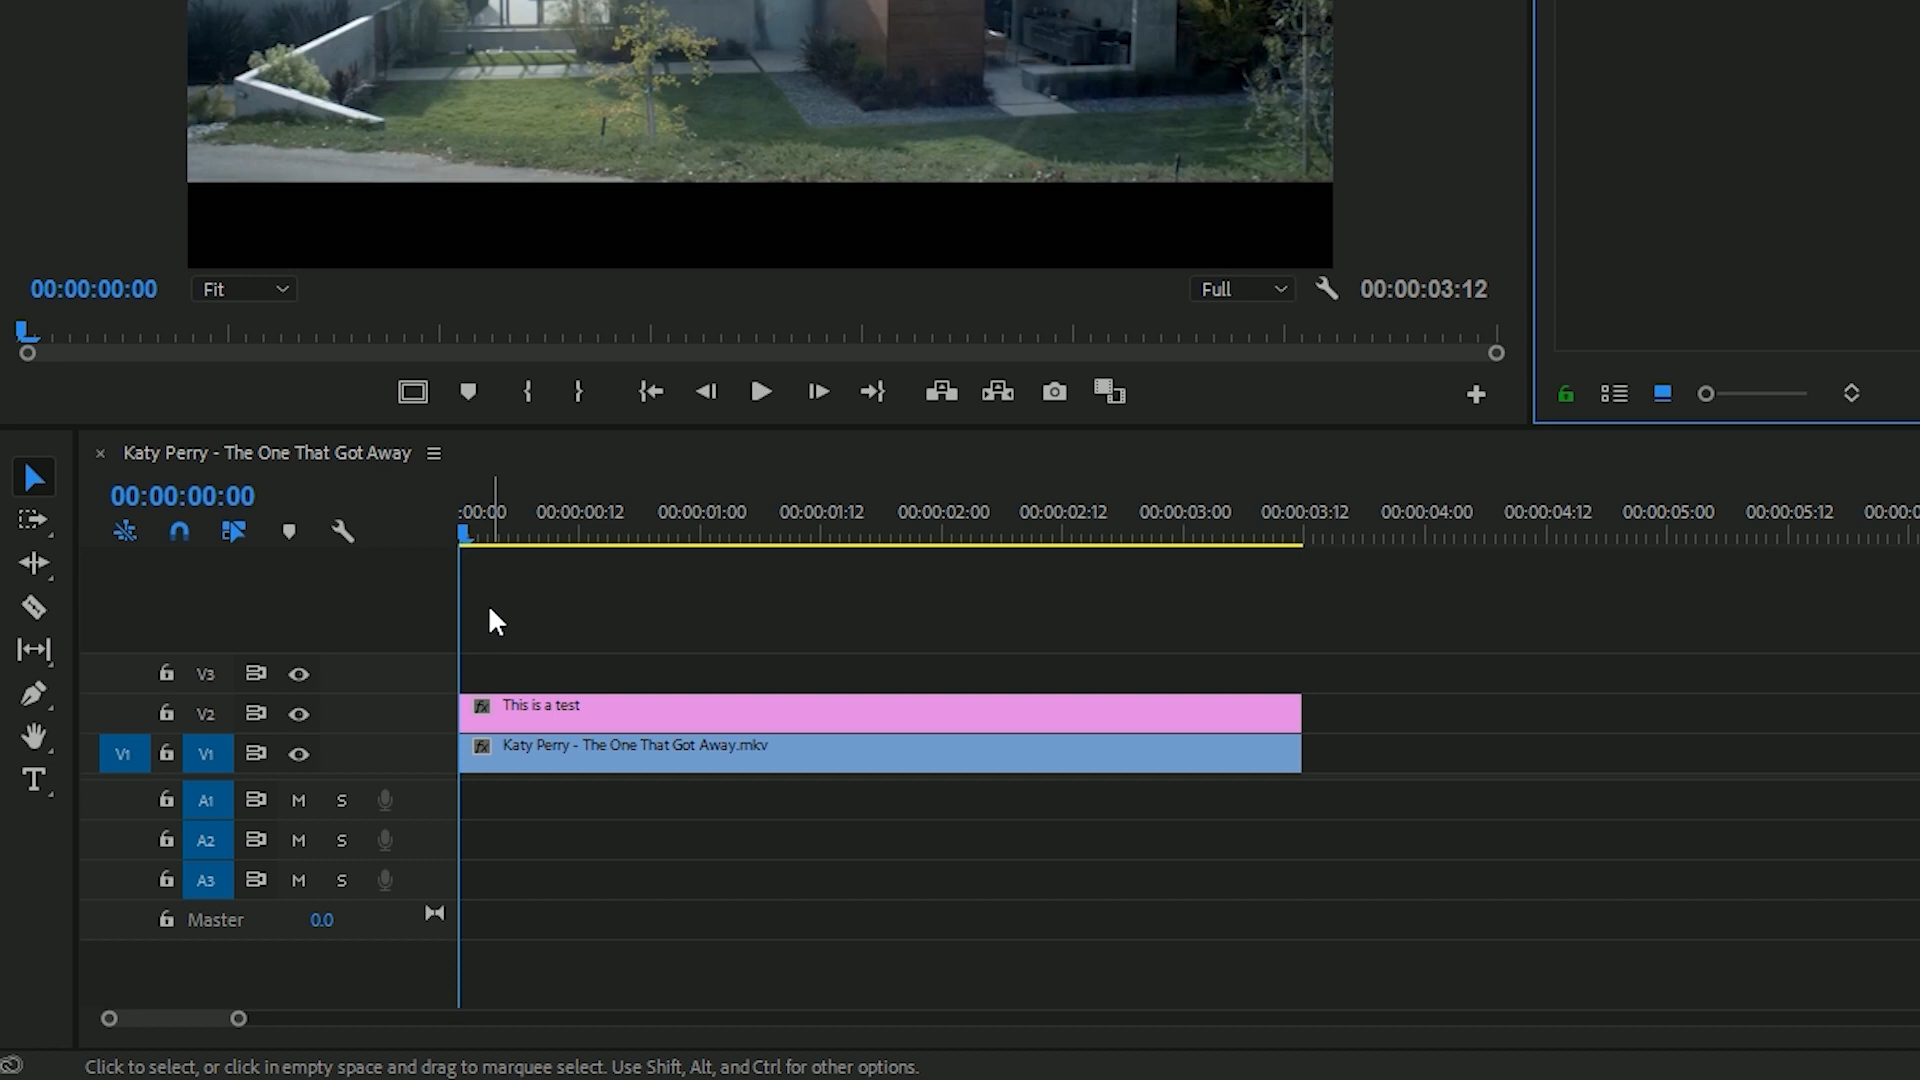 00:00:00:00 Fit Full 00:00:03:12
Katy Perry - The One That Got Away
00:00:00:00
:00:00 00:00:00:12 00:00:01:00 00:00:01:12 00:00:02:00 00:00:02:12 00:00:03:00 00:00:03:12 00:00:04:00 00:00:04:12 00:00:05:00 00:00:05:12 00:00:0
V3
V2 fx This is a test
V1 V1 fx Katy Perry - The One That Got Away.mkv
A1 M S
A2 M S
A3 M S
Master 0.0
Click to select, or click in empty space and drag to marquee select. Use Shift, Alt, and Ctrl for other options.